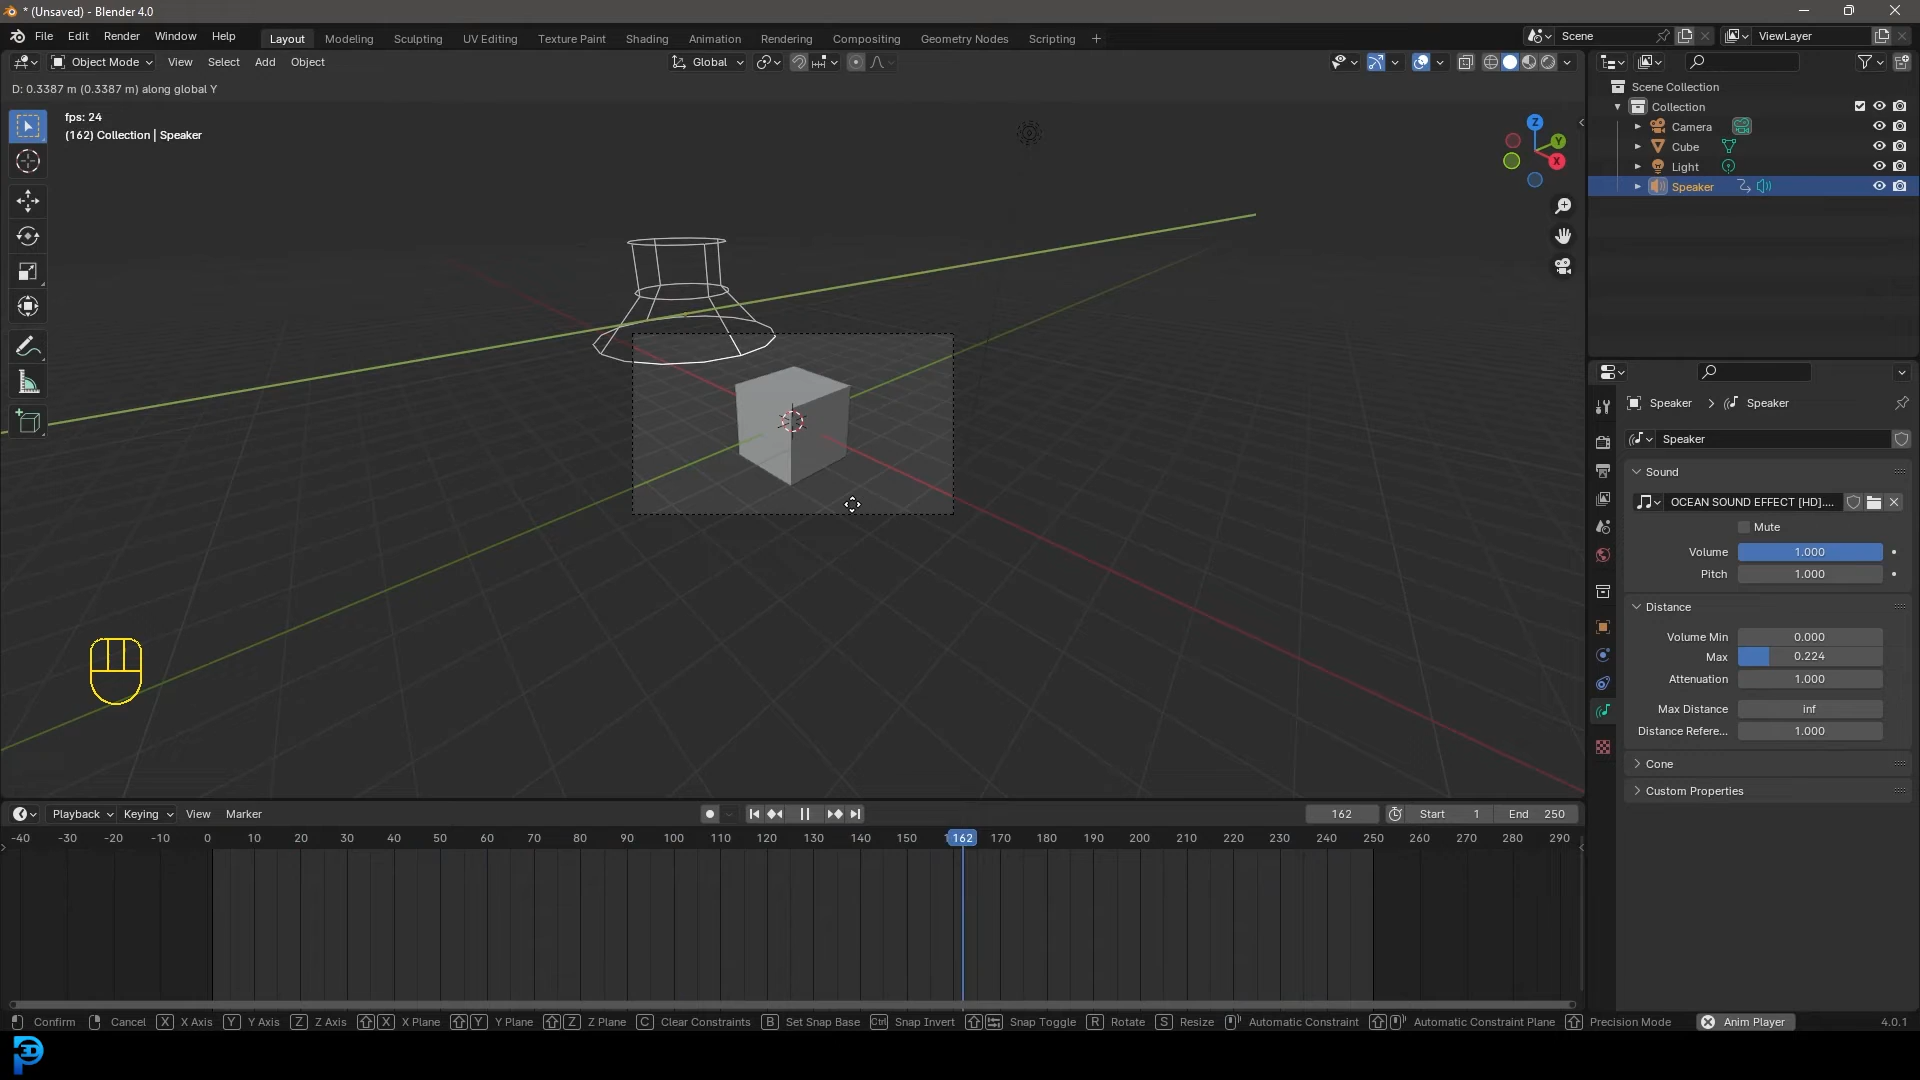 * (Unsaved) - Blender 4.0
File Edit Render Window Help Layout Modeling Sculpting UV Editing Texture Paint Shading Animation Rendering Compositing Geometry Nodes Scripting + Scene ViewLayer
Object Mode View Select Add Object Global
D: 0.3387 m (0.3387 m) along global Y
fps: 24
(162) Collection | Speaker
Z
Y
X
Scene Collection
Collection
Camera
Cube
Light
Speaker
Speaker > Speaker
Speaker
Sound
OCEAN SOUND EFFECT [HD]....
Mute
Volume 1.000
Pitch 1.000
Distance
Volume Min 0.000
Max 0.224
Attenuation 1.000
Max Distance inf
Distance Refere... 1.000
Cone
Custom Properties
Playback Keying View Marker 162 Start 1 End 250
-40 -30 -20 -10 0 10 20 30 40 50 60 70 80 90 100 110 120 130 140 150 162 170 180 190 200 210 220 230 240 250 260 270 280 290
Confirm Cancel X X Axis Y Y Axis Z Z Axis X X Plane Y Y Plane Z Z Plane C Clear Constraints B Set Snap Base Ctrl Snap Invert Snap Toggle R Rotate S Resize Automatic Constraint Automatic Constraint Plane Precision Mode Anim Player 4.0.1